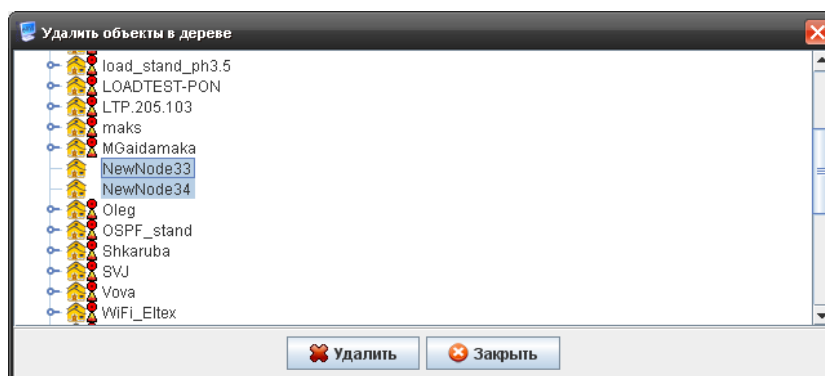 Удалить объекты в дереве
load_stand_ph3.5
LOADTEST-PON
LTP.205.103
maks
MGaidamaka
NewNode33
NewNode34
Oleg
OSPF_stand
Shkaruba
SVJ
Vova
WiFi_Eltex
Удалить Закрыть